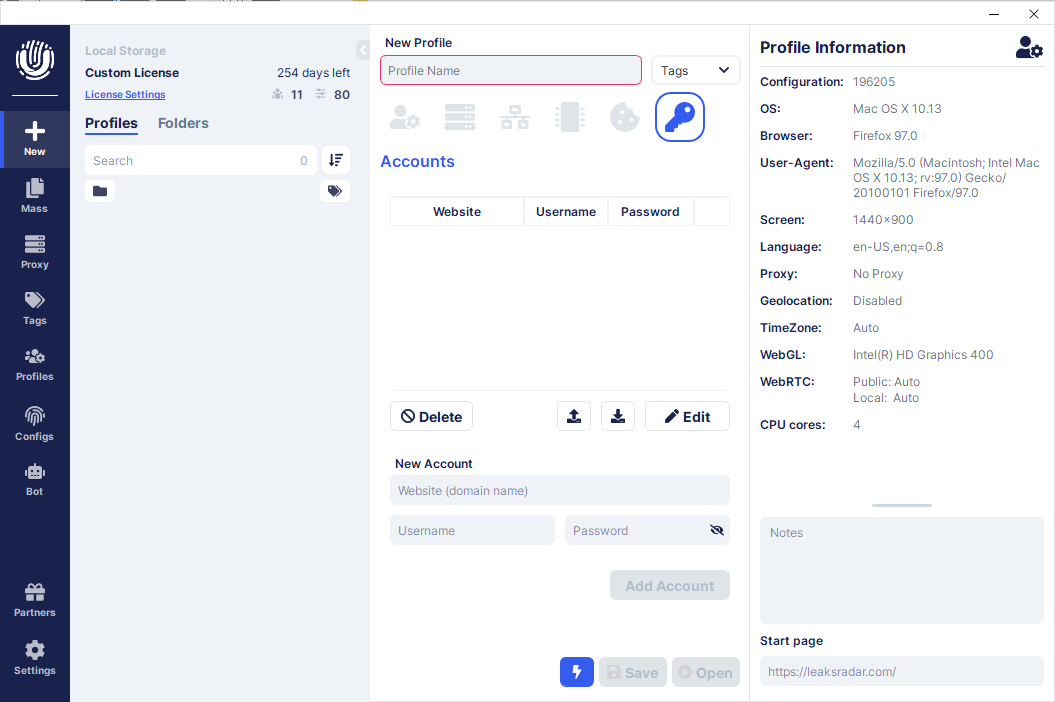 New
Mass
Proxy
Tags
Profiles
Configs
Bot
Partners
Settings
Local Storage
Custom License 254 days left
License Settings 11 80
Profiles Folders
Search 0
New Profile
Profile Name Tags
Accounts
Website Username Password
Delete Edit
New Account
Website (domain name)
Username Password
Add Account
Save Open
Profile Information
Configuration: 196205
OS: Mac OS X 10.13
Browser: Firefox 97.0
User-Agent: Mozilla/5.0 (Macintosh; Intel Mac
OS X 10.13; rv:97.0) Gecko/
20100101 Firefox/97.0
Screen: 1440×900
Language: en-US,en;q=0.8
Proxy: No Proxy
Geolocation: Disabled
TimeZone: Auto
WebGL: Intel(R) HD Graphics 400
WebRTC: Public: Auto
Local: Auto
CPU cores: 4
Notes
Start page
https://leaksradar.com/